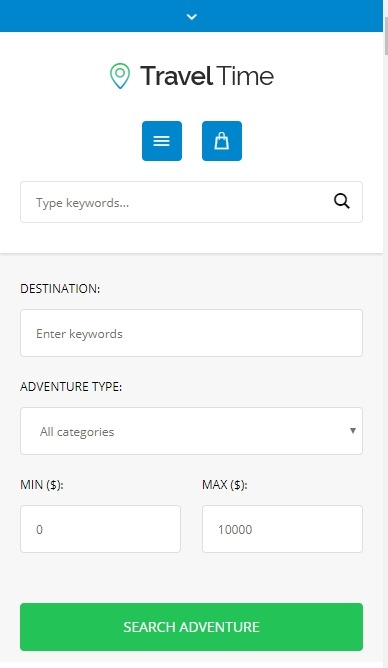 Travel Time
Type keywords...
DESTINATION:
Enter keywords
ADVENTURE TYPE:
All categories
MIN ($): MAX ($):
0 10000
SEARCH ADVENTURE